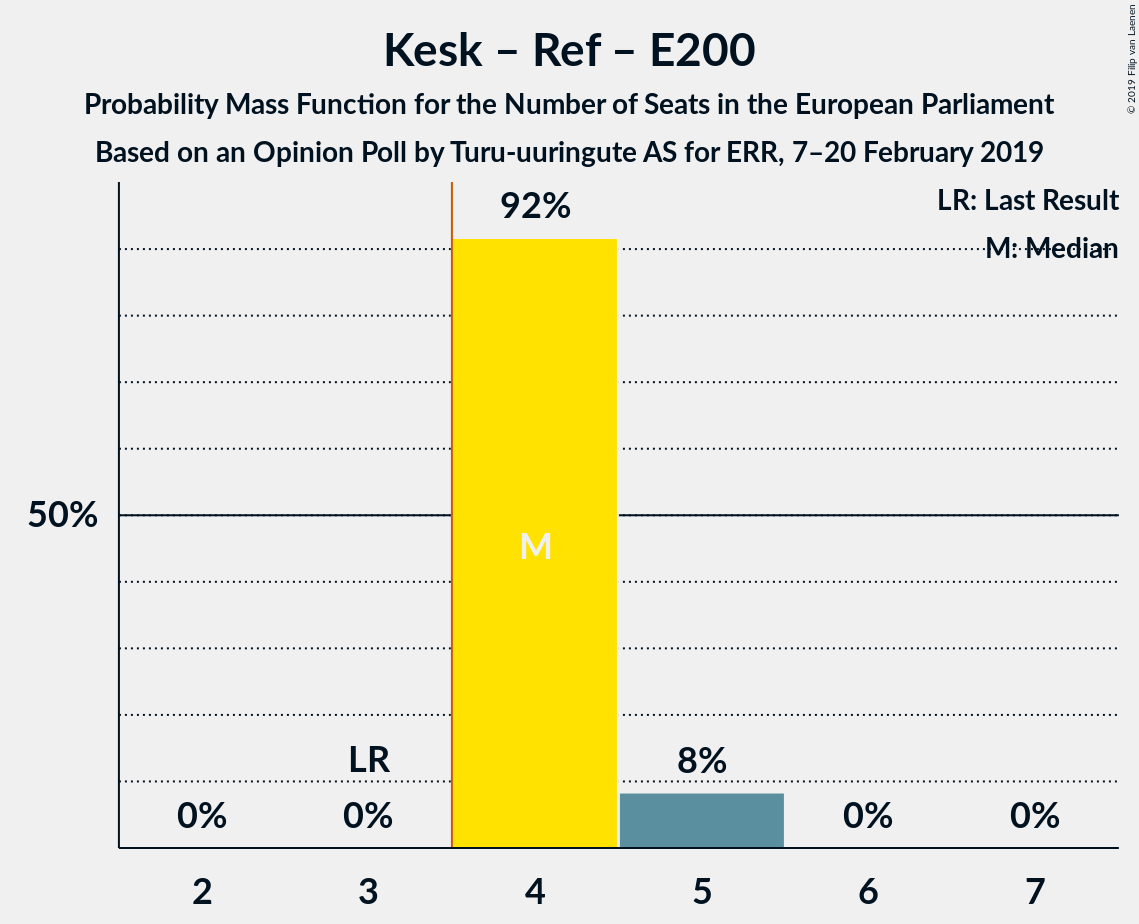 Kesk – Ref – E200
Probability Mass Function for the Number of Seats in the European Parliament
Based on an Opinion Poll by Turu-uuringute AS for ERR, 7–20 February 2019
© 2019 Filip van Laenen
LR: Last Result
M: Median
92%
50%
M
LR
8%
0%
0%
0%
0%
2
3
4
5
6
7